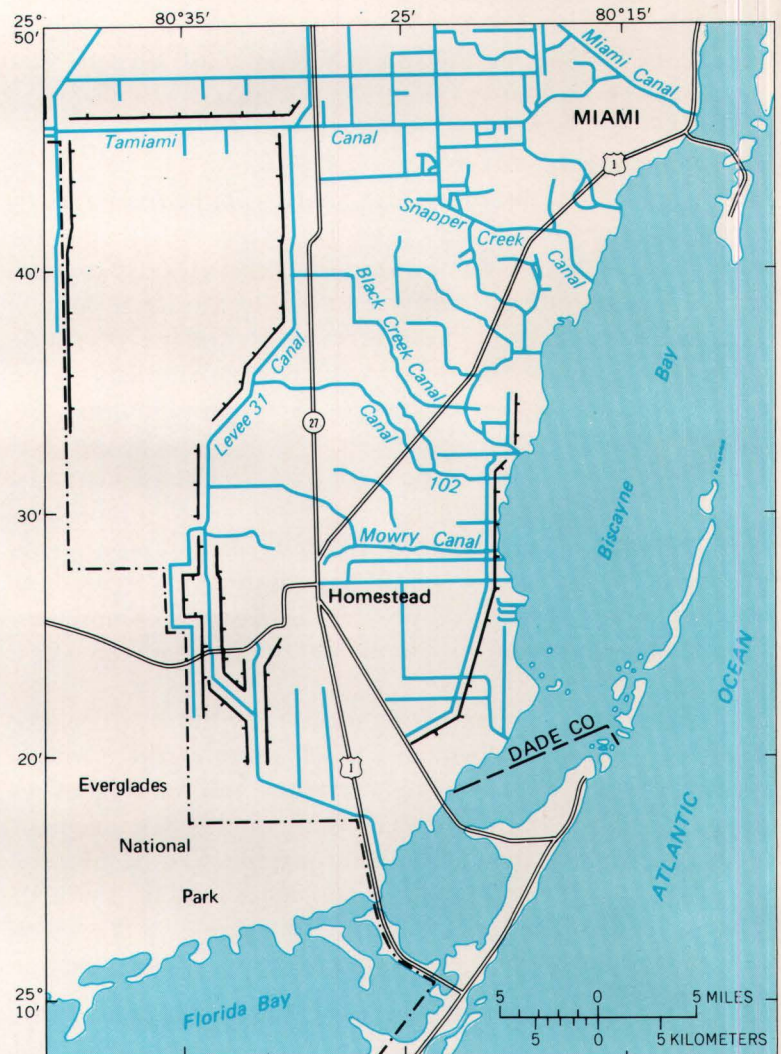 25°
50′
80°35′
25′
80°15′
Miami Canal
MIAMI
Tamiami Canal
1
Snapper Creek Canal
40′
Black Creek Canal
Levee 31 Canal
Canal 102
27
Bay
Biscayne
30′
Mowry Canal
Homestead
OCEAN
DADE CO
20′
1
Everglades
National
Park
ATLANTIC
25°
10′
Florida Bay
5 0 5 MILES
5 0 5 KILOMETERS